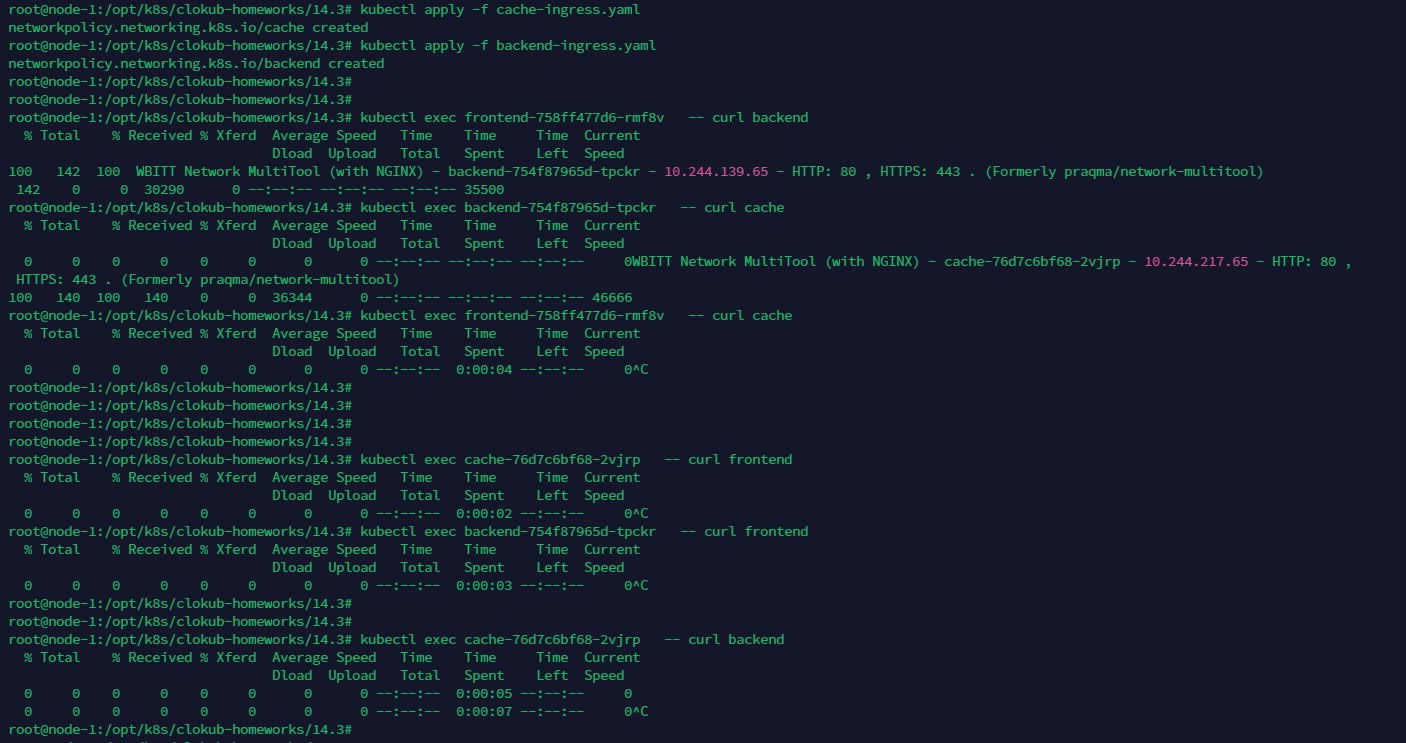 root@node-1:/opt/k8s/clokub-homeworks/14.3# kubectl apply -f cache-ingress.yaml
networkpolicy.networking.k8s.io/cache created
root@node-1:/opt/k8s/clokub-homeworks/14.3# kubectl apply -f backend-ingress.yaml
networkpolicy.networking.k8s.io/backend created
root@node-1:/opt/k8s/clokub-homeworks/14.3#
root@node-1:/opt/k8s/clokub-homeworks/14.3#
root@node-1:/opt/k8s/clokub-homeworks/14.3# kubectl exec frontend-758ff477d6-rmf8v   -- curl backend
  % Total    % Received % Xferd  Average Speed   Time    Time     Time  Current
                                 Dload  Upload   Total   Spent    Left  Speed
100   142  100  WBITT Network MultiTool (with NGINX) - backend-754f87965d-tpckr - 10.244.139.65 - HTTP: 80 , HTTPS: 443 . (Formerly praqma/network-multitool)
 142    0     0  30290      0 --:--:-- --:--:-- --:--:-- 35500
root@node-1:/opt/k8s/clokub-homeworks/14.3# kubectl exec backend-754f87965d-tpckr   -- curl cache
  % Total    % Received % Xferd  Average Speed   Time    Time     Time  Current
                                 Dload  Upload   Total   Spent    Left  Speed
  0     0    0     0    0     0      0      0 --:--:-- --:--:-- --:--:--     0WBITT Network MultiTool (with NGINX) - cache-76d7c6bf68-2vjrp - 10.244.217.65 - HTTP: 80 ,
 HTTPS: 443 . (Formerly praqma/network-multitool)
100   140  100   140    0     0  36344      0 --:--:-- --:--:-- --:--:-- 46666
root@node-1:/opt/k8s/clokub-homeworks/14.3# kubectl exec frontend-758ff477d6-rmf8v   -- curl cache
  % Total    % Received % Xferd  Average Speed   Time    Time     Time  Current
                                 Dload  Upload   Total   Spent    Left  Speed
  0     0    0     0    0     0      0      0 --:--:--  0:00:04 --:--:--     0^C
root@node-1:/opt/k8s/clokub-homeworks/14.3#
root@node-1:/opt/k8s/clokub-homeworks/14.3#
root@node-1:/opt/k8s/clokub-homeworks/14.3#
root@node-1:/opt/k8s/clokub-homeworks/14.3#
root@node-1:/opt/k8s/clokub-homeworks/14.3# kubectl exec cache-76d7c6bf68-2vjrp   -- curl frontend
  % Total    % Received % Xferd  Average Speed   Time    Time     Time  Current
                                 Dload  Upload   Total   Spent    Left  Speed
  0     0    0     0    0     0      0      0 --:--:--  0:00:02 --:--:--     0^C
root@node-1:/opt/k8s/clokub-homeworks/14.3# kubectl exec backend-754f87965d-tpckr   -- curl frontend
  % Total    % Received % Xferd  Average Speed   Time    Time     Time  Current
                                 Dload  Upload   Total   Spent    Left  Speed
  0     0    0     0    0     0      0      0 --:--:--  0:00:03 --:--:--     0^C
root@node-1:/opt/k8s/clokub-homeworks/14.3#
root@node-1:/opt/k8s/clokub-homeworks/14.3#
root@node-1:/opt/k8s/clokub-homeworks/14.3# kubectl exec cache-76d7c6bf68-2vjrp   -- curl backend
  % Total    % Received % Xferd  Average Speed   Time    Time     Time  Current
                                 Dload  Upload   Total   Spent    Left  Speed
  0     0    0     0    0     0      0      0 --:--:--  0:00:05 --:--:--     0
  0     0    0     0    0     0      0      0 --:--:--  0:00:07 --:--:--     0^C
root@node-1:/opt/k8s/clokub-homeworks/14.3#